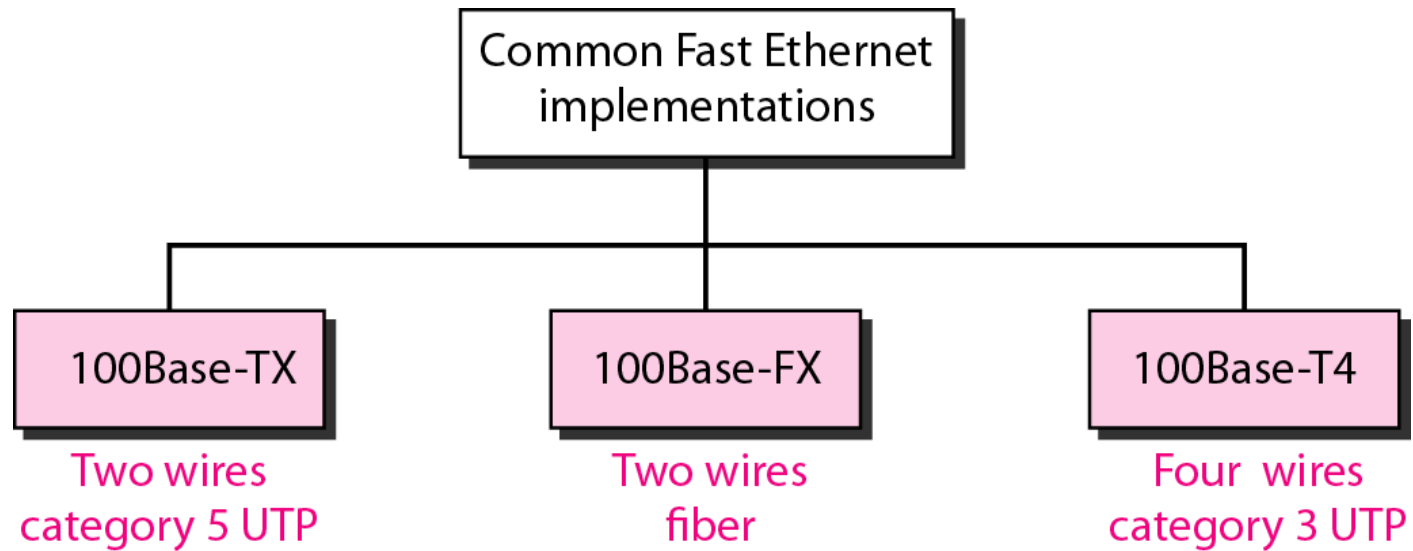 Common Fast Ethernet
implementations
100Base-TX
100Base-FX
100Base-T4
Two wires
category 5 UTP
Two wires
fiber
Four wires
category 3 UTP